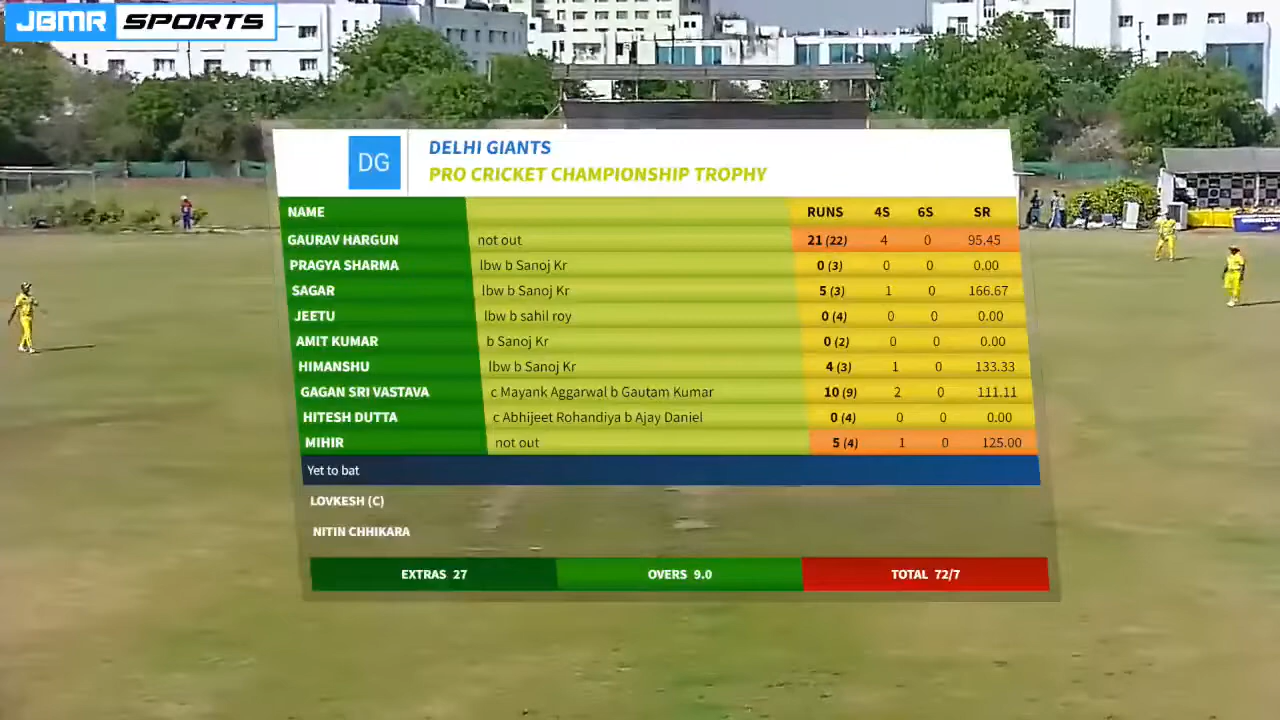 JBMR SPORTS
DG
DELHI GIANTS
PRO CRICKET CHAMPIONSHIP TROPHY
NAME RUNS 4S 6S SR
GAURAV HARGUN not out 21 (22) 4 0 95.45
PRAGYA SHARMA lbw b Sanoj Kr 0 (3) 0 0 0.00
SAGAR lbw b Sanoj Kr 5 (3) 1 0 166.67
JEETU lbw b sahil roy 0 (4) 0 0 0.00
AMIT KUMAR b Sanoj Kr 0 (2) 0 0 0.00
HIMANSHU lbw b Sanoj Kr 4 (3) 1 0 133.33
GAGAN SRI VASTAVA c Mayank Aggarwal b Gautam Kumar 10 (9) 2 0 111.11
HITESH DUTTA c Abhijeet Rohandiya b Ajay Daniel 0 (4) 0 0 0.00
MIHIR not out 5 (4) 1 0 125.00
Yet to bat
LOVKESH (C)
NITIN CHHIKARA
EXTRAS 27 OVERS 9.0 TOTAL 72/7